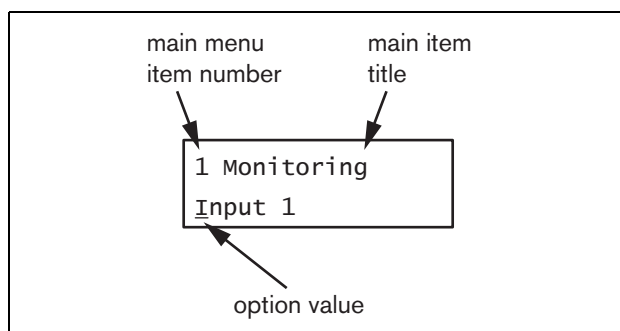 main menu
item number
main item
title
1 Monitoring
Input 1
option value